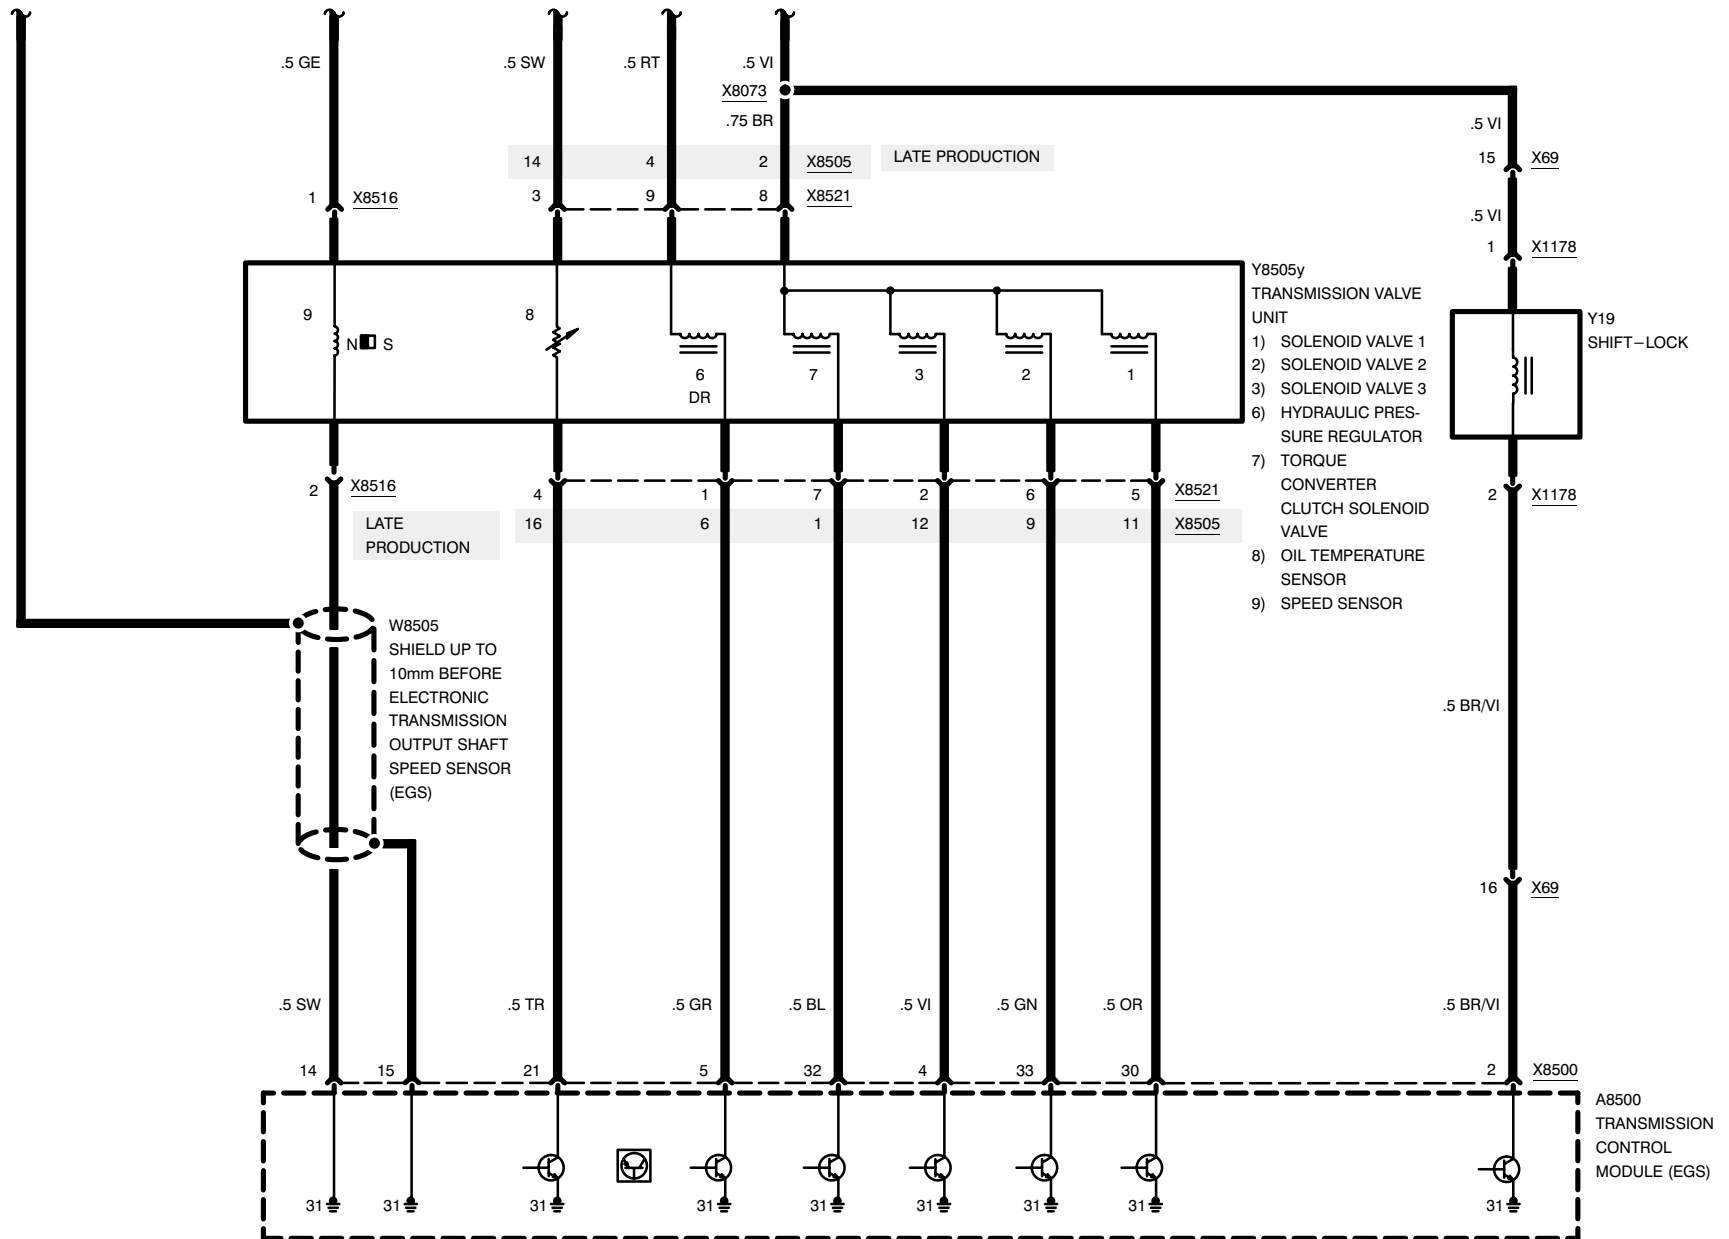 .5 GE
.5 SW
.5 RT
.5 VI
X8073
.75 BR
.5 VI
14
4
2
X8505
LATE PRODUCTION
15
X69
1
X8516
3
9
8
X8521
.5 VI
1
X1178
9
N S
8
6
DR
7
3
2
1
Y8505y
TRANSMISSION VALVE
UNIT
1) SOLENOID VALVE 1
2) SOLENOID VALVE 2
3) SOLENOID VALVE 3
6) HYDRAULIC PRES-
SURE REGULATOR
7) TORQUE
CONVERTER
CLUTCH SOLENOID
VALVE
8) OIL TEMPERATURE
SENSOR
9) SPEED SENSOR
Y19
SHIFT-LOCK
2
X8516
4
1
7
2
6
5
X8521
2
X1178
LATE
PRODUCTION
16
6
1
12
9
11
X8505
W8505
SHIELD UP TO
10mm BEFORE
ELECTRONIC
TRANSMISSION
OUTPUT SHAFT
SPEED SENSOR
(EGS)
.5 BR/VI
16
X69
.5 SW
.5 TR
.5 GR
.5 BL
.5 VI
.5 GN
.5 OR
.5 BR/VI
14
15
21
5
32
4
33
30
2
X8500
A8500
TRANSMISSION
CONTROL
MODULE (EGS)
31
31
31
31
31
31
31
31
31